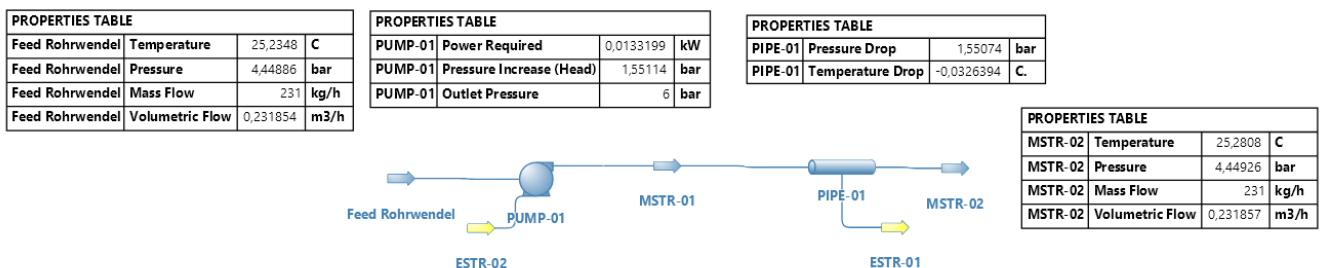 PROPERTIES TABLE
Feed Rohrwendel Temperature 25,2348 C
Feed Rohrwendel Pressure 4,44886 bar
Feed Rohrwendel Mass Flow 231 kg/h
Feed Rohrwendel Volumetric Flow 0,231854 m3/h
PROPERTIES TABLE
PUMP-01 Power Required 0,0133199 kW
PUMP-01 Pressure Increase (Head) 1,55114 bar
PUMP-01 Outlet Pressure 6 bar
PROPERTIES TABLE
PIPE-01 Pressure Drop 1,55074 bar
PIPE-01 Temperature Drop -0,0326394 C.
PROPERTIES TABLE
MSTR-02 Temperature 25,2808 C
MSTR-02 Pressure 4,44926 bar
MSTR-02 Mass Flow 231 kg/h
MSTR-02 Volumetric Flow 0,231857 m3/h
Feed Rohrwendel
PUMP-01
MSTR-01
PIPE-01
MSTR-02
ESTR-02
ESTR-01